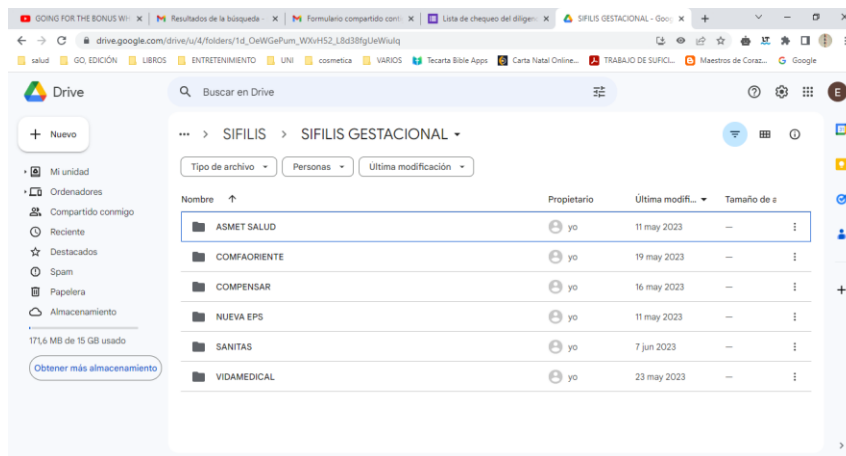 GOING FOR THE BONUS WH
Resultados de la búsqueda -
Formulario compartido cont
Lista de chequeo del diligenc
SIFILIS GESTACIONAL - Goog
drive.google.com/drive/u/4/folders/1d_OeWGePum_WXvH52_L8d38fgUeWiulq
salud
GO, EDICIÓN
LIBROS
ENTRETENIMIENTO
UNI
cosmetica
VARIOS
Tecarta Bible Apps
Carta Natal Online...
TRABAJO DE SUFICI...
Maestros de Coraz...
Google
Drive
Buscar en Drive
E
Nuevo
... > SIFILIS > SIFILIS GESTACIONAL
Tipo de archivo
Personas
Última modificación
Mi unidad
Ordenadores
Compartido conmigo
Reciente
Destacados
Spam
Papelera
Almacenamiento
171,6 MB de 15 GB usado
Obtener más almacenamiento
Nombre Propietario Última modifi... Tamaño de a
ASMET SALUD yo 11 may 2023 —
COMFAORIENTE yo 19 may 2023 —
COMPENSAR yo 16 may 2023 —
NUEVA EPS yo 11 may 2023 —
SANITAS yo 7 jun 2023 —
VIDAMEDICAL yo 23 may 2023 —